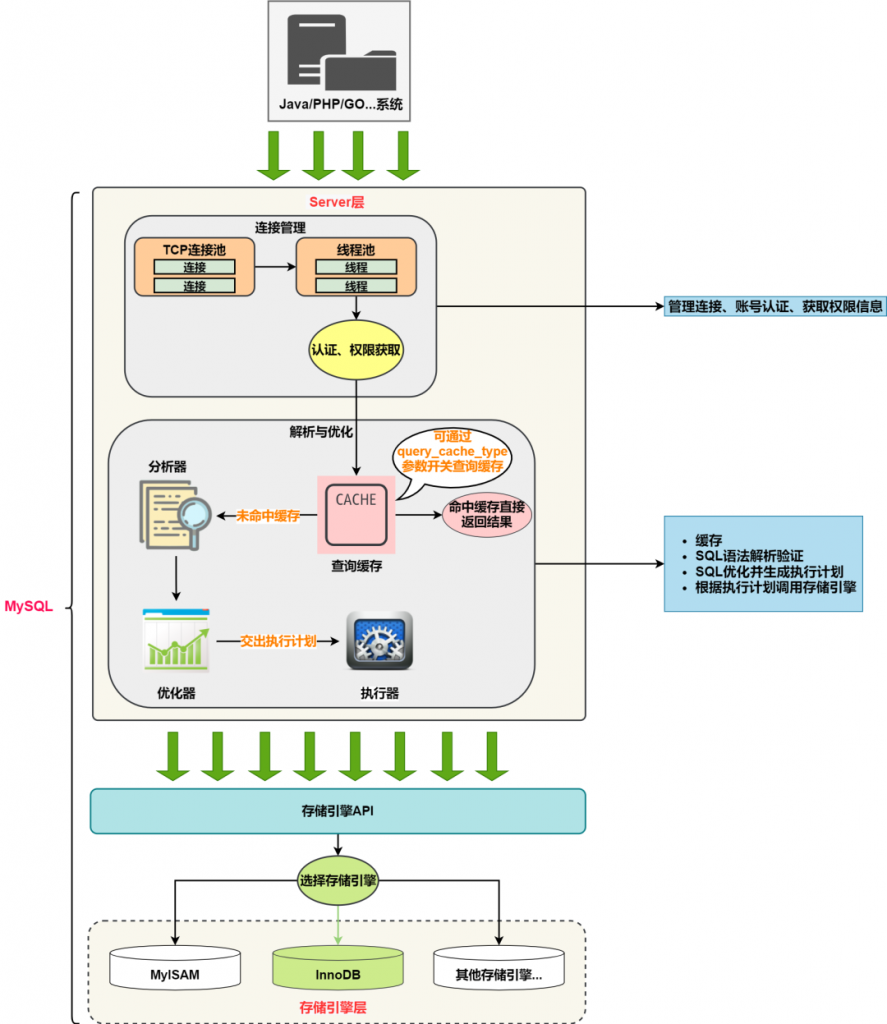 Java/PHP/GO...系统
Server层
连接管理
TCP连接池
连接
连接
线程池
线程
线程
认证、权限获取
管理连接、账号认证、获取权限信息
解析与优化
可通过
query_cache_type
参数开关查询缓存
分析器
CACHE
未命中缓存
命中缓存直接
返回结果
查询缓存
缓存
SQL语法解析验证
SQL优化并生成执行计划
根据执行计划调用存储引擎
MySQL
交出执行计划
优化器
执行器
存储引擎API
选择存储引擎
MyISAM
InnoDB
其他存储引擎...
存储引擎层